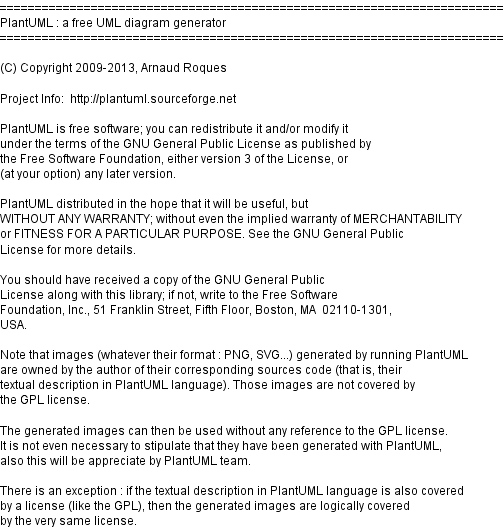 =========================================================================
PlantUML : a free UML diagram generator
=========================================================================
(C) Copyright 2009-2013, Arnaud Roques
Project Info:  http://plantuml.sourceforge.net
PlantUML is free software; you can redistribute it and/or modify it
under the terms of the GNU General Public License as published by
the Free Software Foundation, either version 3 of the License, or
(at your option) any later version.
PlantUML distributed in the hope that it will be useful, but
WITHOUT ANY WARRANTY; without even the implied warranty of MERCHANTABILITY
or FITNESS FOR A PARTICULAR PURPOSE. See the GNU General Public
License for more details.
You should have received a copy of the GNU General Public
License along with this library; if not, write to the Free Software
Foundation, Inc., 51 Franklin Street, Fifth Floor, Boston, MA  02110-1301,
USA.
Note that images (whatever their format : PNG, SVG...) generated by running PlantUML
are owned by the author of their corresponding sources code (that is, their
textual description in PlantUML language). Those images are not covered by
the GPL license.
The generated images can then be used without any reference to the GPL license.
It is not even necessary to stipulate that they have been generated with PlantUML,
also this will be appreciate by PlantUML team.
There is an exception : if the textual description in PlantUML language is also covered
by a license (like the GPL), then the generated images are logically covered
by the very same license.